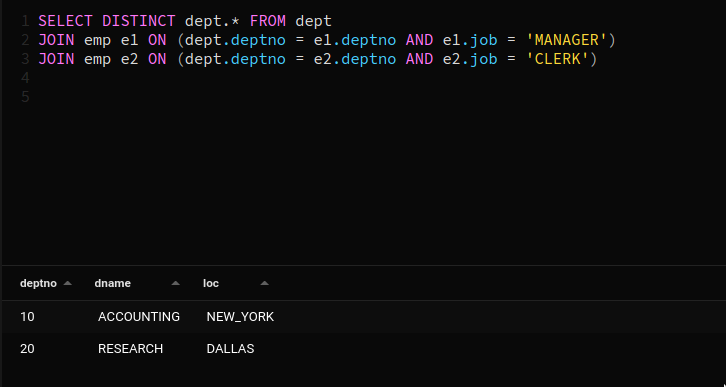 1 SELECT DISTINCT dept.* FROM dept
2 JOIN emp e1 ON (dept.deptno = e1.deptno AND e1.job = 'MANAGER')
3 JOIN emp e2 ON (dept.deptno = e2.deptno AND e2.job = 'CLERK')
4
5
deptno dname loc
10 ACCOUNTING NEW_YORK
20 RESEARCH DALLAS